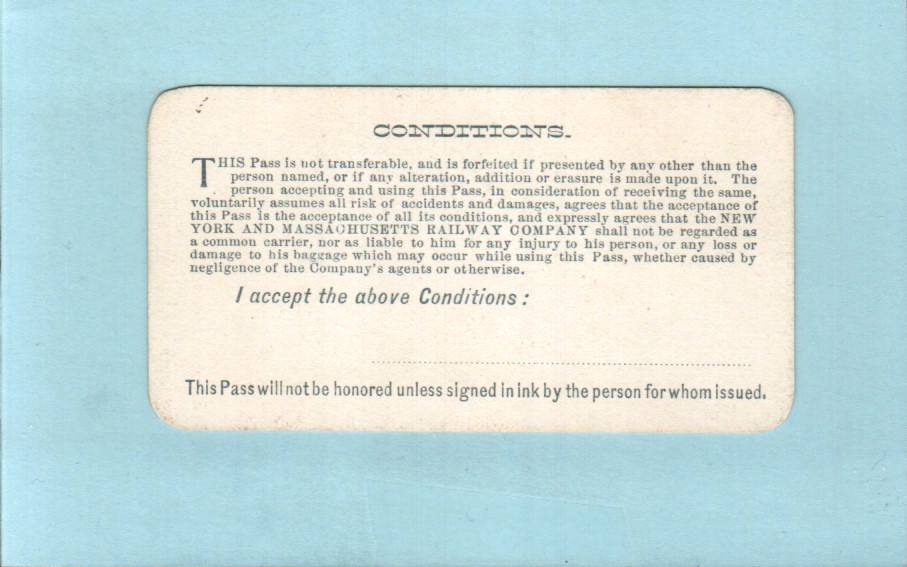 CONDITIONS.
THIS Pass is not transferable, and is forfeited if presented by any other than the
person named, or if any alteration, addition or erasure is made upon it. The
person accepting and using this Pass, in consideration of receiving the same,
voluntarily assumes all risk of accidents and damages, agrees that the acceptance of
this Pass is the acceptance of all its conditions, and expressly agrees that the NEW
YORK AND MASSACHUSETTS RAILWAY COMPANY shall not be regarded as
a common carrier, nor as liable to him for any injury to his person, or any loss or
damage to his baggage which may occur while using this Pass, whether caused by
negligence of the Company's agents or otherwise.
I accept the above Conditions:
This Pass will not be honored unless signed in ink by the person for whom issued.